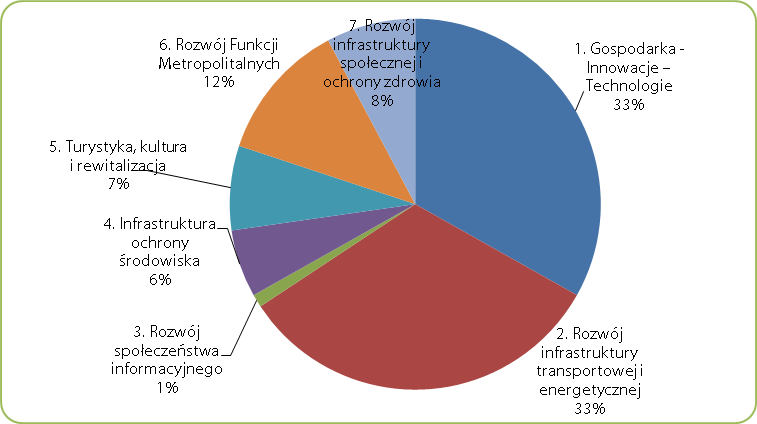 1. Gospodarka -
Innowacje –
Technologie
33%
2. Rozwój
infrastruktury
transportowej i
energetycznej
33%
3. Rozwój
społeczeństwa
informacyjnego
1%
4. Infrastruktura
ochrony
środowiska
6%
5. Turystyka, kultura
i rewitalizacja
7%
6. Rozwój Funkcji
Metropolitalnych
12%
7. Rozwój
infrastruktury
społecznej i
ochrony zdrowia
8%